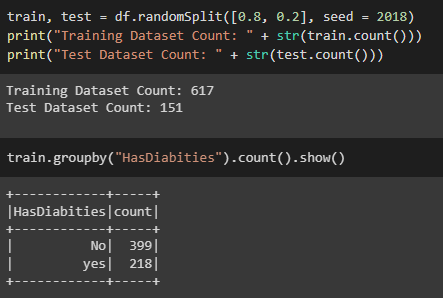 train, test = df.randomSplit([0.8, 0.2], seed = 2018)
print("Training Dataset Count: " + str(train.count()))
print("Test Dataset Count: " + str(test.count()))
Training Dataset Count: 617
Test Dataset Count: 151
train.groupby("HasDiabities").count().show()
+------------+-----+
|HasDiabities|count|
+------------+-----+
|          No|  399|
|         yes|  218|
+------------+-----+